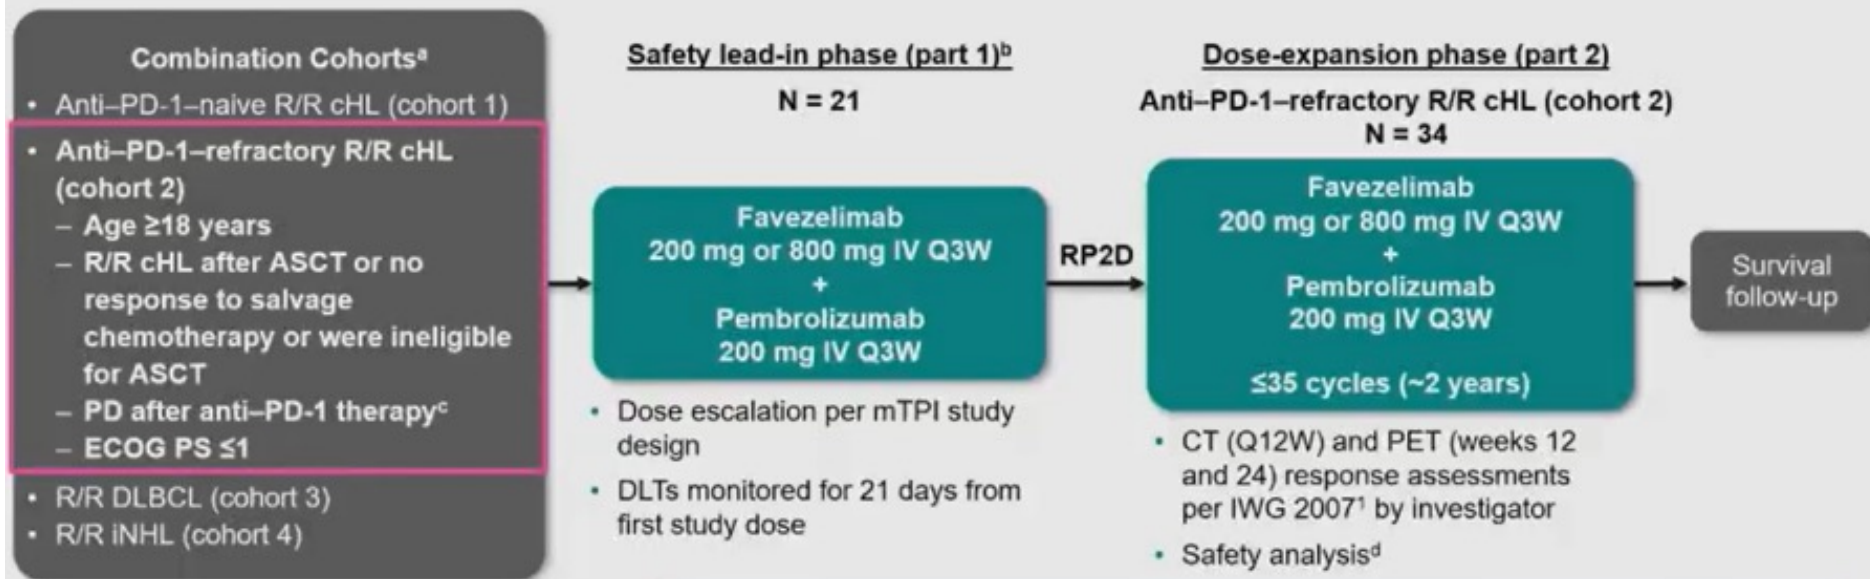 Combination Cohortsᵃ
• Anti–PD-1–naive R/R cHL (cohort 1)
• Anti–PD-1–refractory R/R cHL
(cohort 2)
– Age ≥18 years
– R/R cHL after ASCT or no
response to salvage
chemotherapy or were ineligible
for ASCT
– PD after anti–PD-1 therapyᶜ
– ECOG PS ≤1
• R/R DLBCL (cohort 3)
• R/R iNHL (cohort 4)
Safety lead-in phase (part 1)ᵇ
N = 21
Favezelimab
200 mg or 800 mg IV Q3W
+
Pembrolizumab
200 mg IV Q3W
• Dose escalation per mTPI study
design
• DLTs monitored for 21 days from
first study dose
RP2D
Dose-expansion phase (part 2)
Anti–PD-1–refractory R/R cHL (cohort 2)
N = 34
Favezelimab
200 mg or 800 mg IV Q3W
+
Pembrolizumab
200 mg IV Q3W
≤35 cycles (~2 years)
• CT (Q12W) and PET (weeks 12
and 24) response assessments
per IWG 2007¹ by investigator
• Safety analysisᵈ
Survival
follow-up